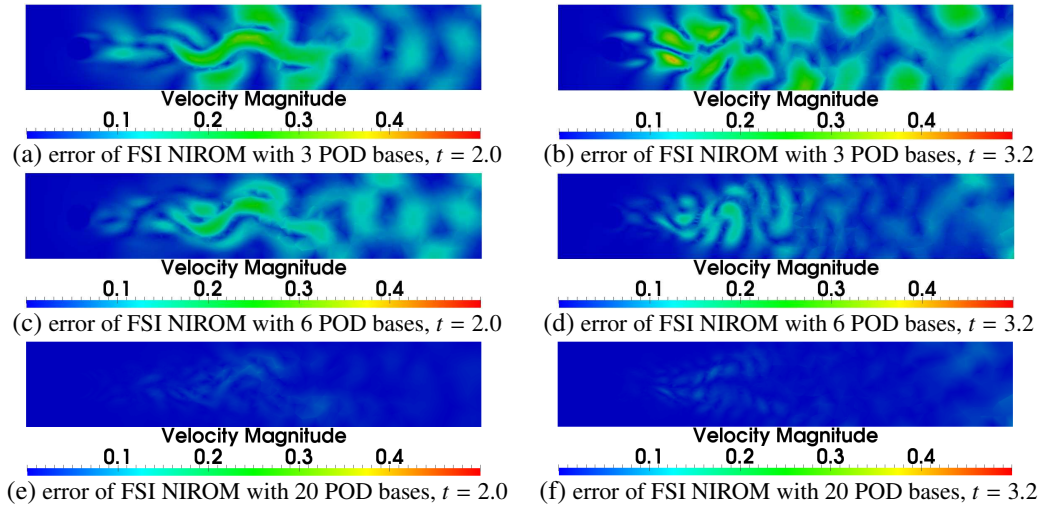 Velocity Magnitude
0.1 0.2 0.3 0.4
(a) error of FSI NIROM with 3 POD bases, t = 2.0
Velocity Magnitude
0.1 0.2 0.3 0.4
(b) error of FSI NIROM with 3 POD bases, t = 3.2
Velocity Magnitude
0.1 0.2 0.3 0.4
(c) error of FSI NIROM with 6 POD bases, t = 2.0
Velocity Magnitude
0.1 0.2 0.3 0.4
(d) error of FSI NIROM with 6 POD bases, t = 3.2
Velocity Magnitude
0.1 0.2 0.3 0.4
(e) error of FSI NIROM with 20 POD bases, t = 2.0
Velocity Magnitude
0.1 0.2 0.3 0.4
(f) error of FSI NIROM with 20 POD bases, t = 3.2